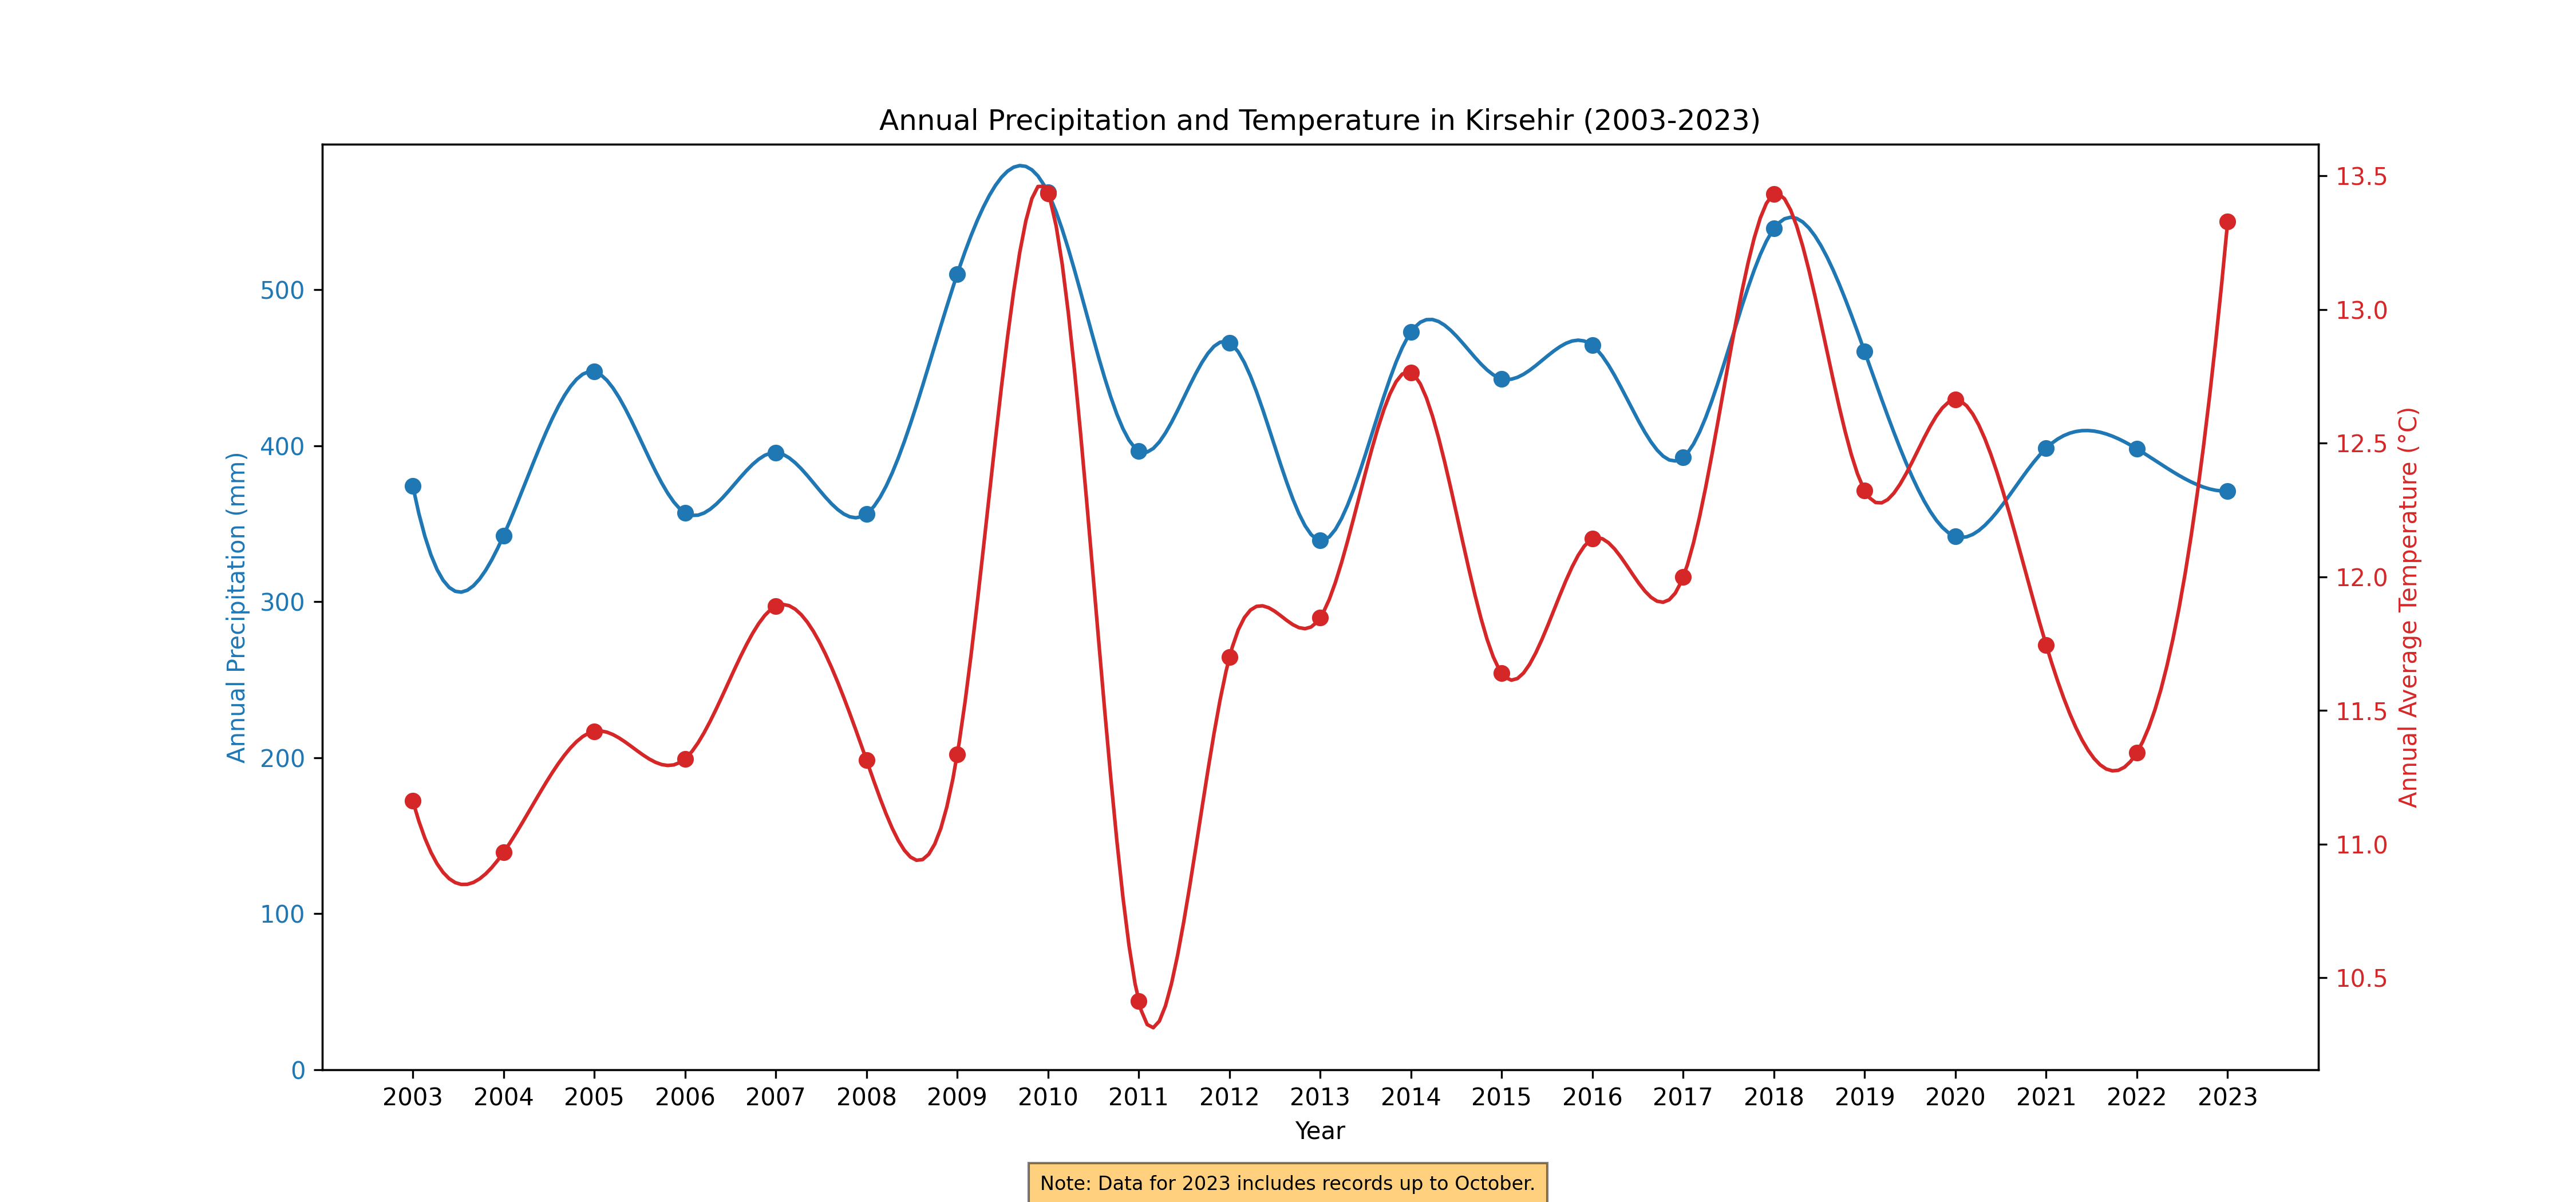 Annual Precipitation and Temperature in Kirsehir (2003-2023)
Annual Precipitation (mm)
500
400
300
200
100
0
13.5
13.0
12.5
12.0
11.5
11.0
10.5
Annual Average Temperature (°C)
2003 2004 2005 2006 2007 2008 2009 2010 2011 2012 2013 2014 2015 2016 2017 2018 2019 2020 2021 2022 2023
Year
Note: Data for 2023 includes records up to October.